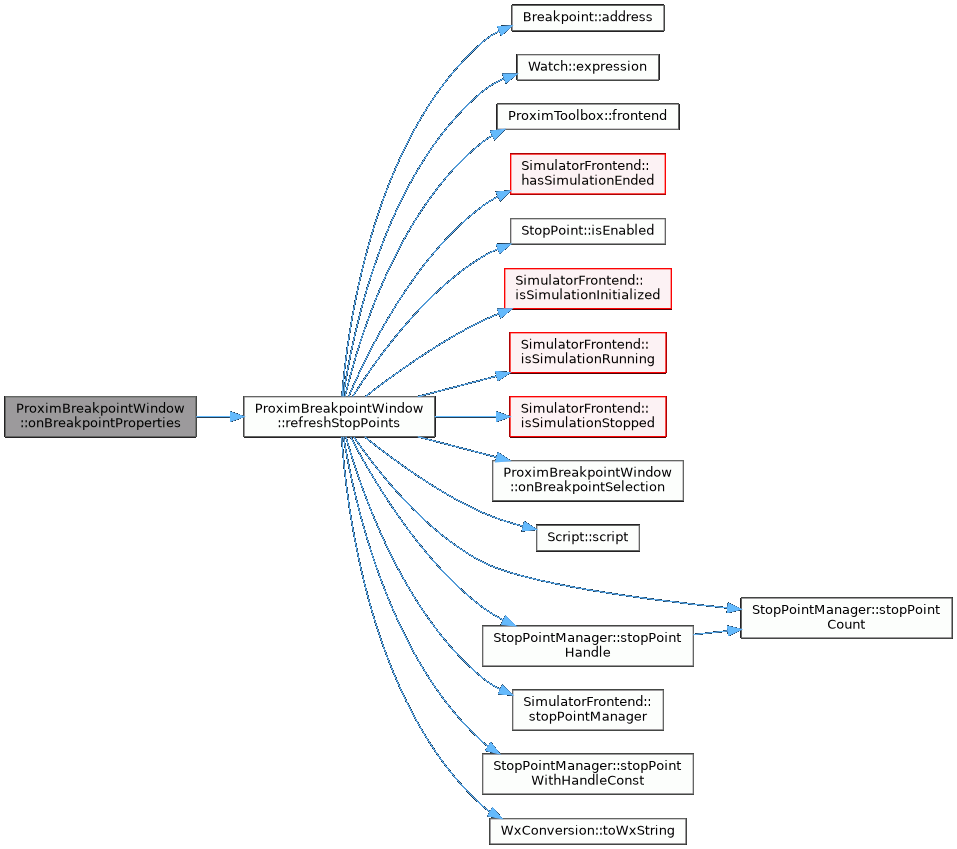 Breakpoint::address
Watch::expression
ProximToolbox::frontend
SimulatorFrontend::
hasSimulationEnded
StopPoint::isEnabled
SimulatorFrontend::
isSimulationInitialized
SimulatorFrontend::
isSimulationRunning
ProximBreakpointWindow
::onBreakpointProperties
ProximBreakpointWindow
::refreshStopPoints
SimulatorFrontend::
isSimulationStopped
ProximBreakpointWindow
::onBreakpointSelection
Script::script
StopPointManager::stopPoint
Count
StopPointManager::stopPoint
Handle
SimulatorFrontend::
stopPointManager
StopPointManager::stopPoint
WithHandleConst
WxConversion::toWxString